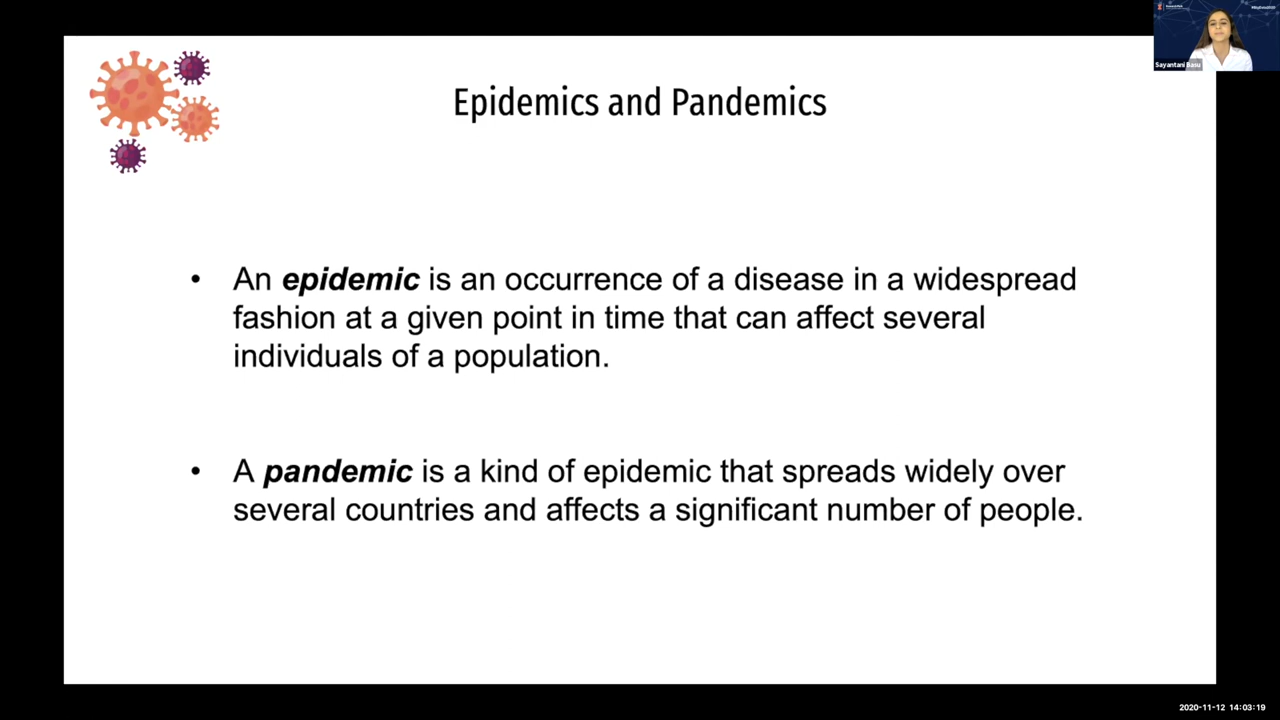 Sayantani Basu
Epidemics and Pandemics
• An epidemic is an occurrence of a disease in a widespread
fashion at a given point in time that can affect several
individuals of a population.
• A pandemic is a kind of epidemic that spreads widely over
several countries and affects a significant number of people.
2020-11-12 14:03:19